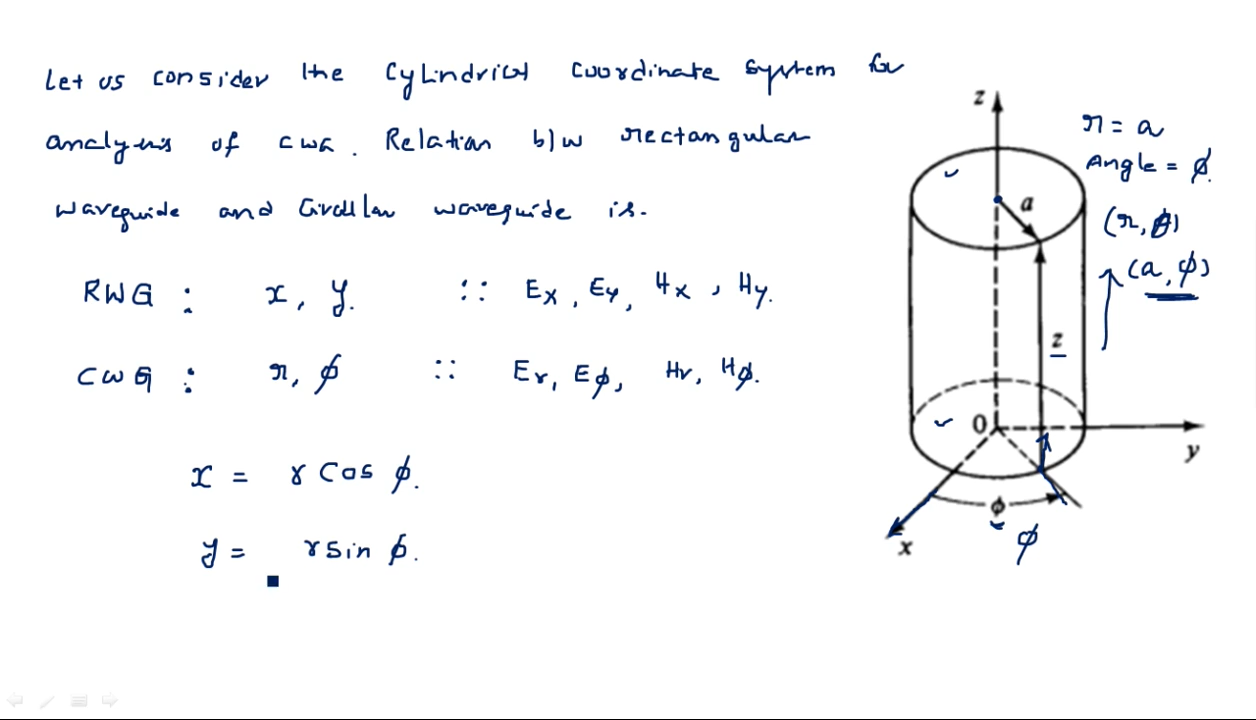 Let us consider the Cylindrical Coordinate System for
analysis of CWG. Relation b/w rectangular
waveguide and Circular waveguide is.
RWG : x, y. :: Ex, Ey, Hx, Hy.
CWG : r, ϕ :: Er, Eϕ, Hr, Hϕ.
x = r Cos ϕ.
y = r sin ϕ.
z
a
z
0
y
ϕ
x
ϕ
r = a
Angle = ϕ.
(r, ϕ)
(a, ϕ)